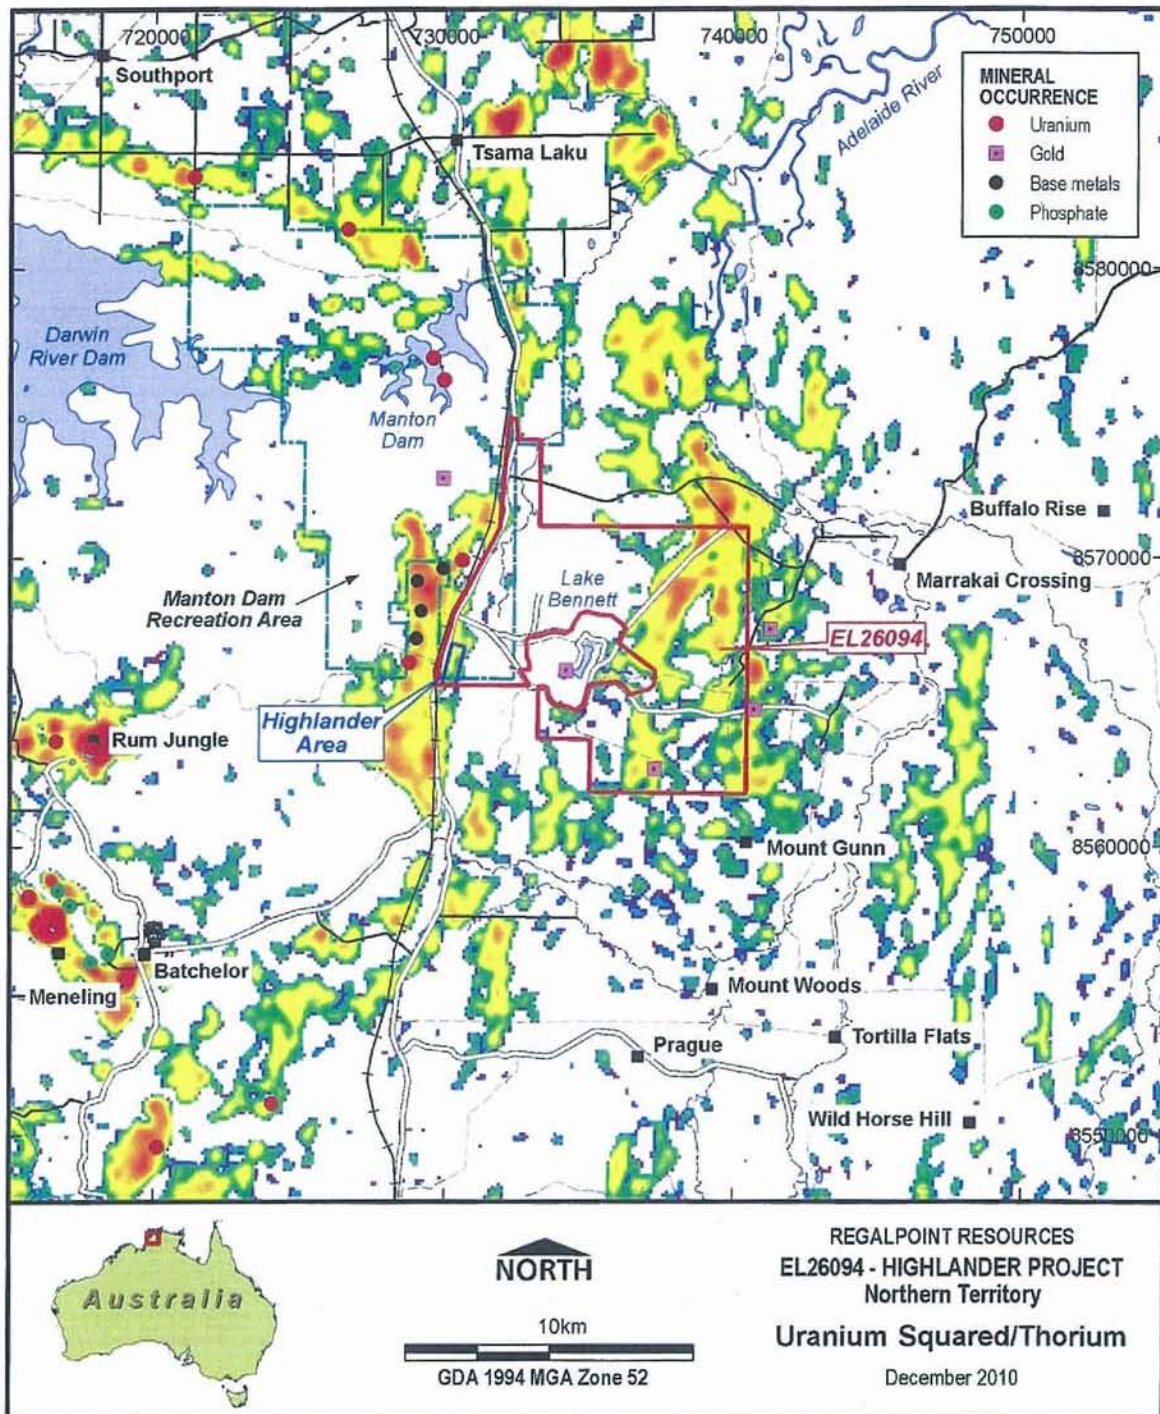 720000
730000
740000
750000
Southport
Adelaide River
MINERAL
OCCURRENCE
Uranium
Gold
Base metals
Phosphate
Tsama Laku
8580000
Darwin
River Dam
Manton
Dam
Buffalo Rise
8570000
Marrakai Crossing
Lake
Bennett
Manton Dam
Recreation Area
EL26094
Highlander
Area
Rum Jungle
Mount Gunn
8560000
Batchelor
Meneling
Mount Woods
Prague
Tortilla Flats
Wild Horse Hill
8550000
Australia
NORTH
10km
GDA 1994 MGA Zone 52
REGALPOINT RESOURCES
EL26094 - HIGHLANDER PROJECT
Northern Territory
Uranium Squared/Thorium
December 2010